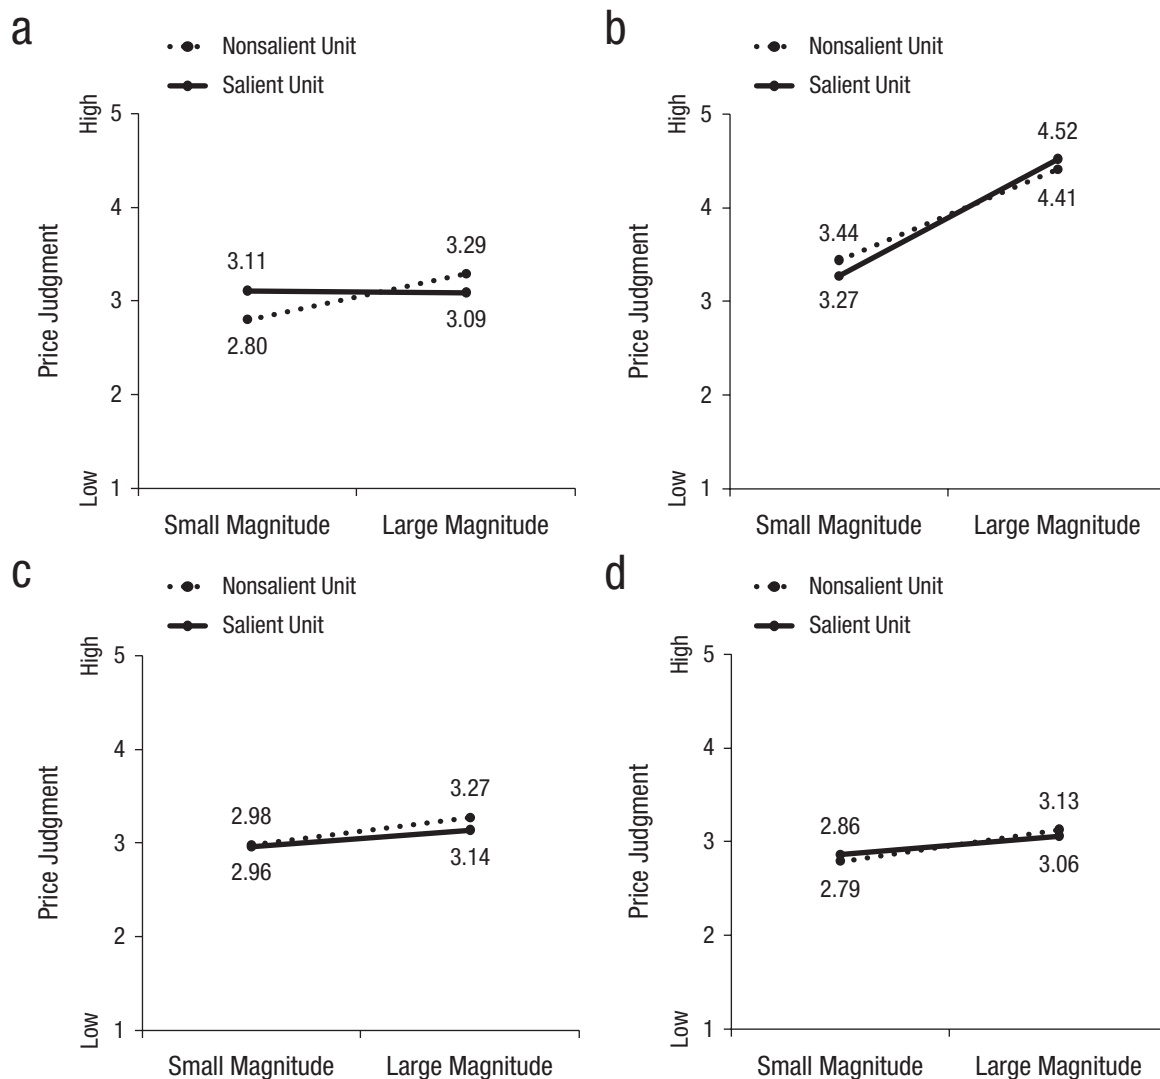 a
Nonsalient Unit
Salient Unit
High
5
4
3
2
1
Low
Price Judgment
3.11
2.80
3.29
3.09
Small Magnitude
Large Magnitude
b
Nonsalient Unit
Salient Unit
High
5
4
3
2
1
Low
Price Judgment
3.44
3.27
4.52
4.41
Small Magnitude
Large Magnitude
c
Nonsalient Unit
Salient Unit
High
5
4
3
2
1
Low
Price Judgment
2.98
2.96
3.27
3.14
Small Magnitude
Large Magnitude
d
Nonsalient Unit
Salient Unit
High
5
4
3
2
1
Low
Price Judgment
2.86
2.79
3.13
3.06
Small Magnitude
Large Magnitude